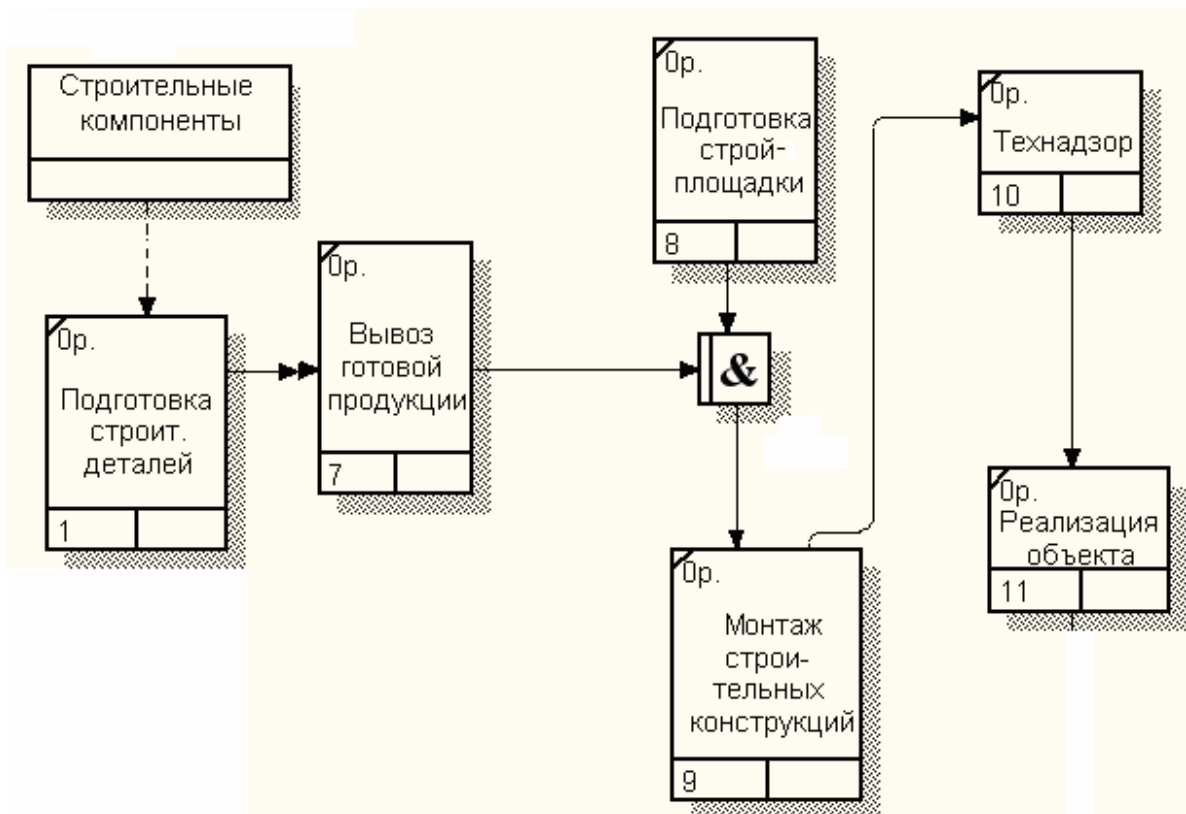 Строительные
компоненты
0р.
Подготовка
строит.
деталей
1
0р.
Вывоз
готовой
продукции
7
0р.
Подготовка
строй-
площадки
8
&
0р.
Монтаж
строи-
тельных
конструкций
9
0р.
Технадзор
10
0р.
Реализация
объекта
11